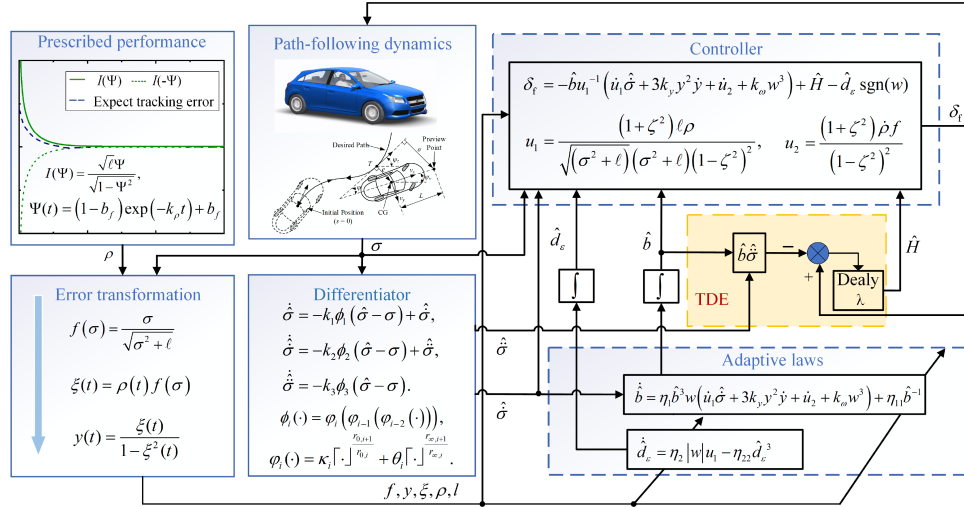 Prescribed performance
I(Ψ) I(-Ψ)
Expect tracking error
I(Ψ) = √ℓΨ / √(1−Ψ²),
Ψ(t) = (1−b_f)exp(−k_ρ t) + b_f
ρ
Path-following dynamics
Desired Path
Preview
Point
T
L
Initial Position
(s = 0)
CG
σ
Controller
δ_f = −b̂u₁⁻¹(u̇₁σ̇̂ + 3k_y y²ẏ + u̇₂ + k_ω w³) + Ĥ − d̂_ε sgn(w)
u₁ = (1+ζ²)ℓρ / (√(σ²+ℓ)(σ²+ℓ)(1−ζ²)²), u₂ = (1+ζ²)ρ̇f / (1−ζ²)²
δ_f
d̂_ε
b̂
Ĥ
∫
∫
b̂σ̈̂
−
+
Dealy
λ
TDE
Error transformation
f(σ) = σ / √(σ²+ℓ)
ξ(t) = ρ(t) f(σ)
y(t) = ξ(t) / (1−ξ²(t))
Differentiator
σ̇̂ = −k₁ϕ₁(σ̂−σ) + σ̇̂,
σ̈̂ = −k₂ϕ₂(σ̂−σ) + σ̈̂,
σ⃛̂ = −k₃ϕ₃(σ̂−σ).
ϕ_i(·) = φ_i(φ_{i−1}(φ_{i−2}(·))),
φ_i(·) = κ_i⌈·⌋^{r_{0,i+1}/r_{0,i}} + θ_i⌈·⌋^{r_{∞,i+1}/r_{∞,i}}.
σ̈̂
σ̇̂
Adaptive laws
ḃ̂ = η₁b̂³w(u̇₁σ̇̂ + 3k_y y²ẏ + u̇₂ + k_ω w³) + η₁₁b̂⁻¹
ḋ̂_ε = η₂|w|u₁ − η₂₂d̂_ε³
f, y, ξ, ρ, l